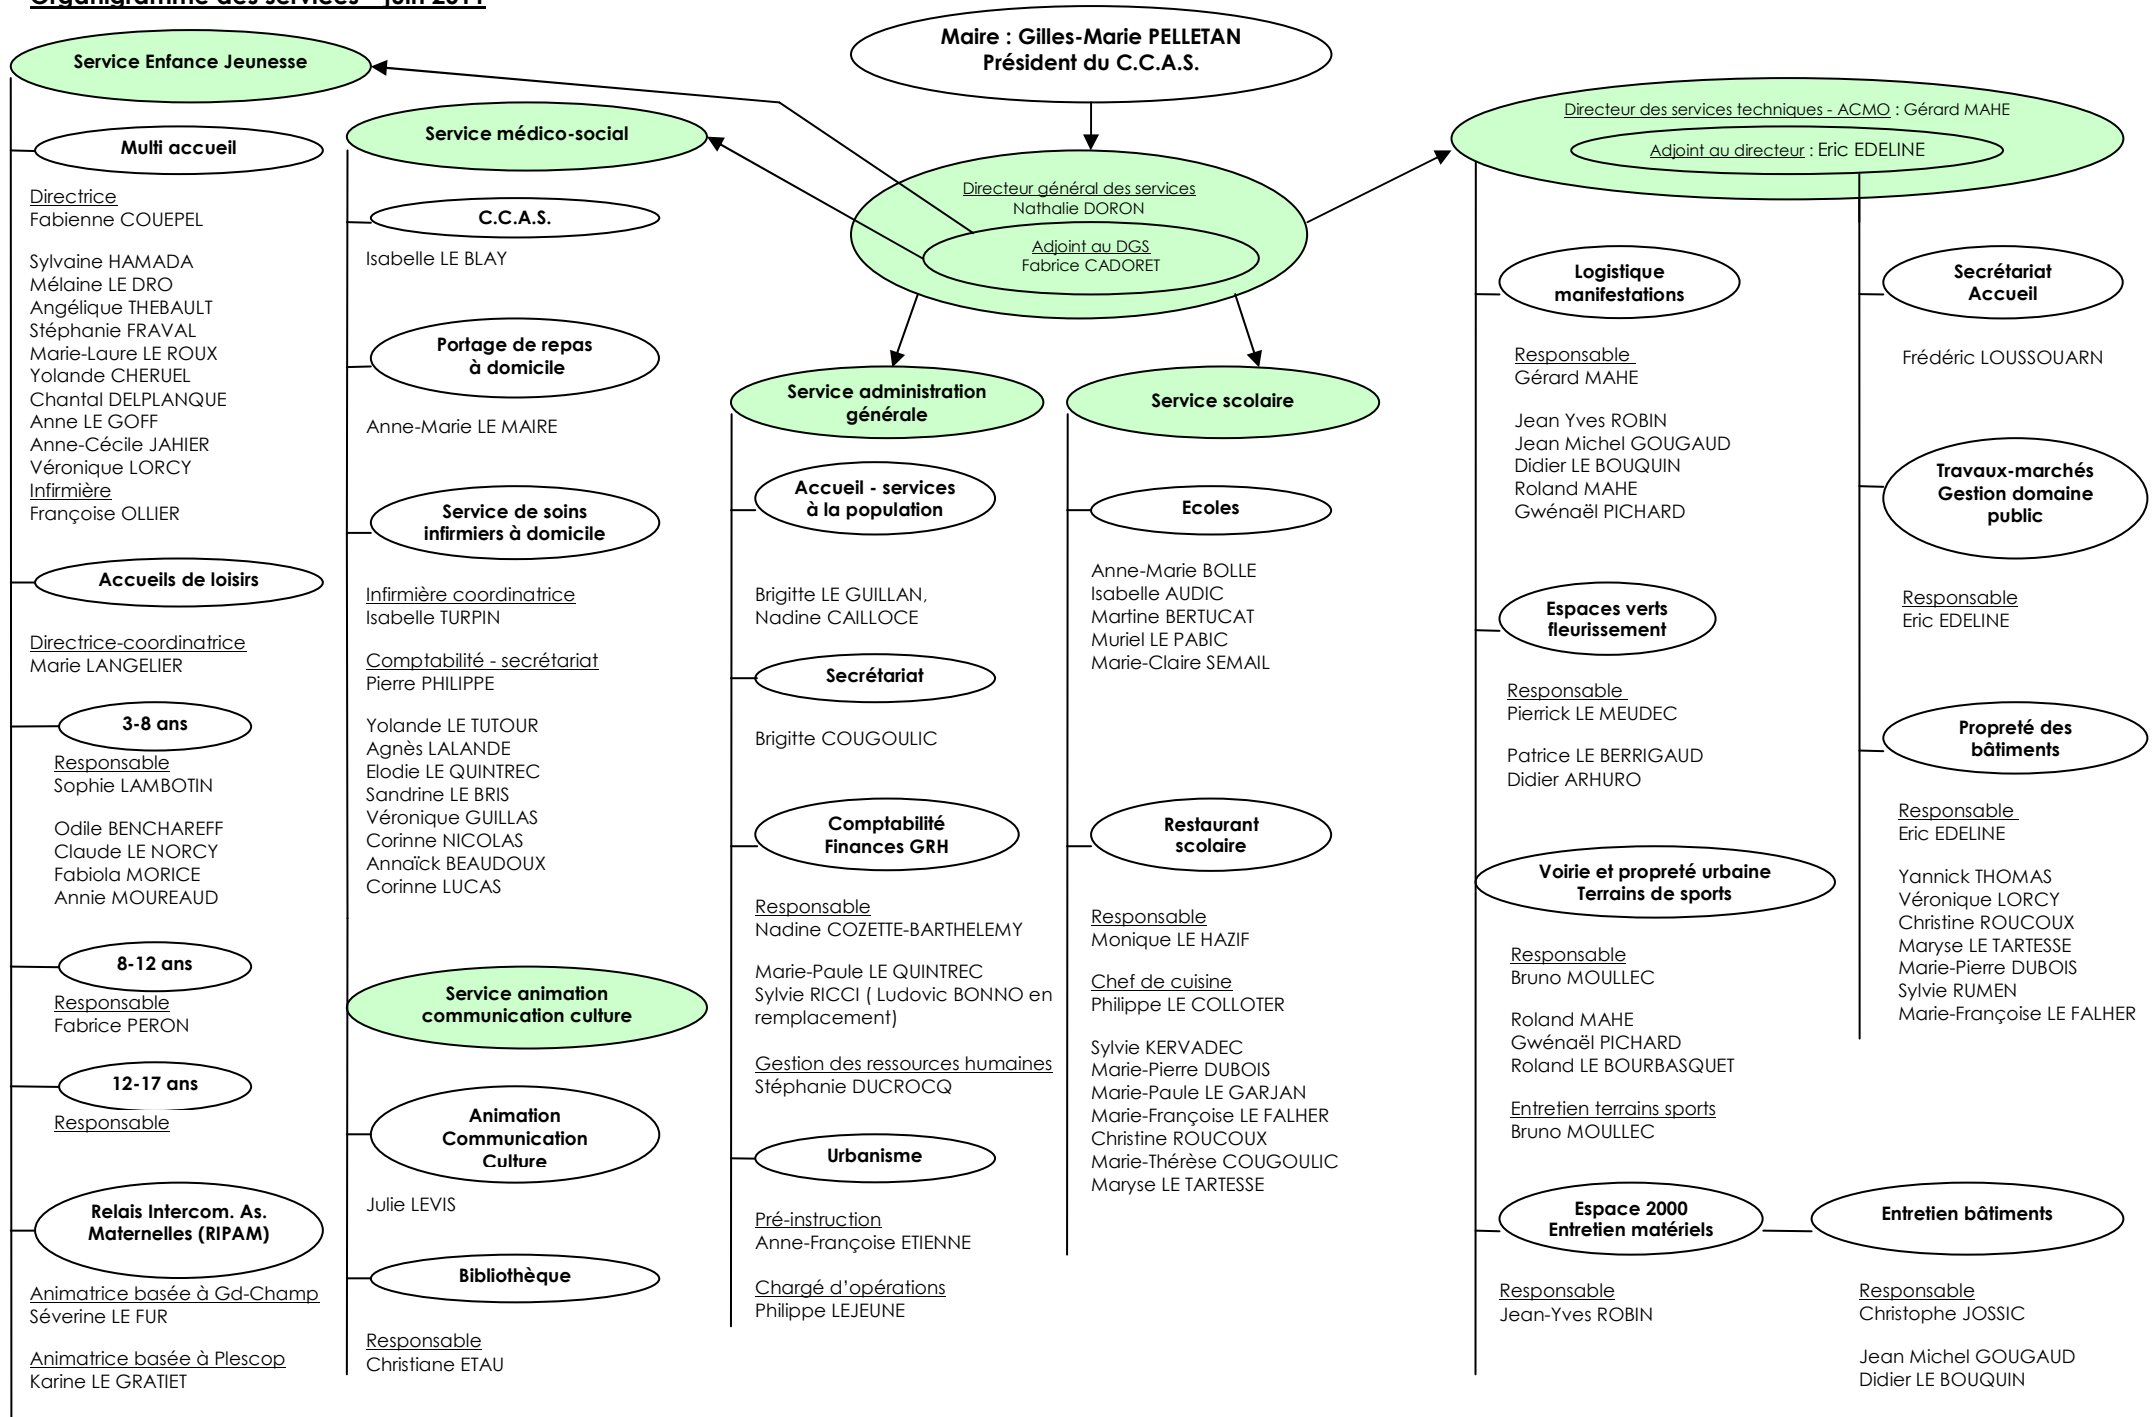 Organigramme des services - juin 2011
Maire : Gilles-Marie PELLETAN
Président du C.C.A.S.
Directeur général des services
Nathalie DORON
Adjoint au DGS
Fabrice CADORET
Service Enfance Jeunesse
Multi accueil
Directrice
Fabienne COUEPEL
Sylvaine HAMADA
Mélaine LE DRO
Angélique THEBAULT
Stéphanie FRAVAL
Marie-Laure LE ROUX
Yolande CHERUEL
Chantal DELPLANQUE
Anne LE GOFF
Anne-Cécile JAHIER
Véronique LORCY
Infirmière
Françoise OLLIER
Accueils de loisirs
Directrice-coordinatrice
Marie LANGELIER
3-8 ans
Responsable
Sophie LAMBOTIN
Odile BENCHAREFF
Claude LE NORCY
Fabiola MORICE
Annie MOUREAUD
8-12 ans
Responsable
Fabrice PERON
12-17 ans
Responsable
Relais Intercom. As.
Maternelles (RIPAM)
Animatrice basée à Gd-Champ
Séverine LE FUR
Animatrice basée à Plescop
Karine LE GRATIET
Service médico-social
C.C.A.S.
Isabelle LE BLAY
Portage de repas
à domicile
Anne-Marie LE MAIRE
Service de soins
infirmiers à domicile
Infirmière coordinatrice
Isabelle TURPIN
Comptabilité - secrétariat
Pierre PHILIPPE
Yolande LE TUTOUR
Agnès LALANDE
Elodie LE QUINTREC
Sandrine LE BRIS
Véronique GUILLAS
Corinne NICOLAS
Annaïck BEAUDOUX
Corinne LUCAS
Service animation
communication culture
Animation
Communication
Culture
Julie LEVIS
Bibliothèque
Responsable
Christiane ETAU
Service administration
générale
Accueil - services
à la population
Brigitte LE GUILLAN,
Nadine CAILLOCE
Secrétariat
Brigitte COUGOULIC
Comptabilité
Finances GRH
Responsable
Nadine COZETTE-BARTHELEMY
Marie-Paule LE QUINTREC
Sylvie RICCI ( Ludovic BONNO en
remplacement)
Gestion des ressources humaines
Stéphanie DUCROCQ
Urbanisme
Pré-instruction
Anne-Françoise ETIENNE
Chargé d'opérations
Philippe LEJEUNE
Service scolaire
Ecoles
Anne-Marie BOLLE
Isabelle AUDIC
Martine BERTUCAT
Muriel LE PABIC
Marie-Claire SEMAIL
Restaurant
scolaire
Responsable
Monique LE HAZIF
Chef de cuisine
Philippe LE COLLOTER
Sylvie KERVADEC
Marie-Pierre DUBOIS
Marie-Paule LE GARJAN
Marie-Françoise LE FALHER
Christine ROUCOUX
Marie-Thérèse COUGOULIC
Maryse LE TARTESSE
Directeur des services techniques - ACMO : Gérard MAHE
Adjoint au directeur : Eric EDELINE
Logistique
manifestations
Responsable
Gérard MAHE
Jean Yves ROBIN
Jean Michel GOUGAUD
Didier LE BOUQUIN
Roland MAHE
Gwénaël PICHARD
Espaces verts
fleurissement
Responsable
Pierrick LE MEUDEC
Patrice LE BERRIGAUD
Didier ARHURO
Voirie et propreté urbaine
Terrains de sports
Responsable
Bruno MOULLEC
Roland MAHE
Gwénaël PICHARD
Roland LE BOURBASQUET
Entretien terrains sports
Bruno MOULLEC
Espace 2000
Entretien matériels
Responsable
Jean-Yves ROBIN
Secrétariat
Accueil
Frédéric LOUSSOUARN
Travaux-marchés
Gestion domaine
public
Responsable
Eric EDELINE
Propreté des
bâtiments
Responsable
Eric EDELINE
Yannick THOMAS
Véronique LORCY
Christine ROUCOUX
Maryse LE TARTESSE
Marie-Pierre DUBOIS
Sylvie RUMEN
Marie-Françoise LE FALHER
Entretien bâtiments
Responsable
Christophe JOSSIC
Jean Michel GOUGAUD
Didier LE BOUQUIN